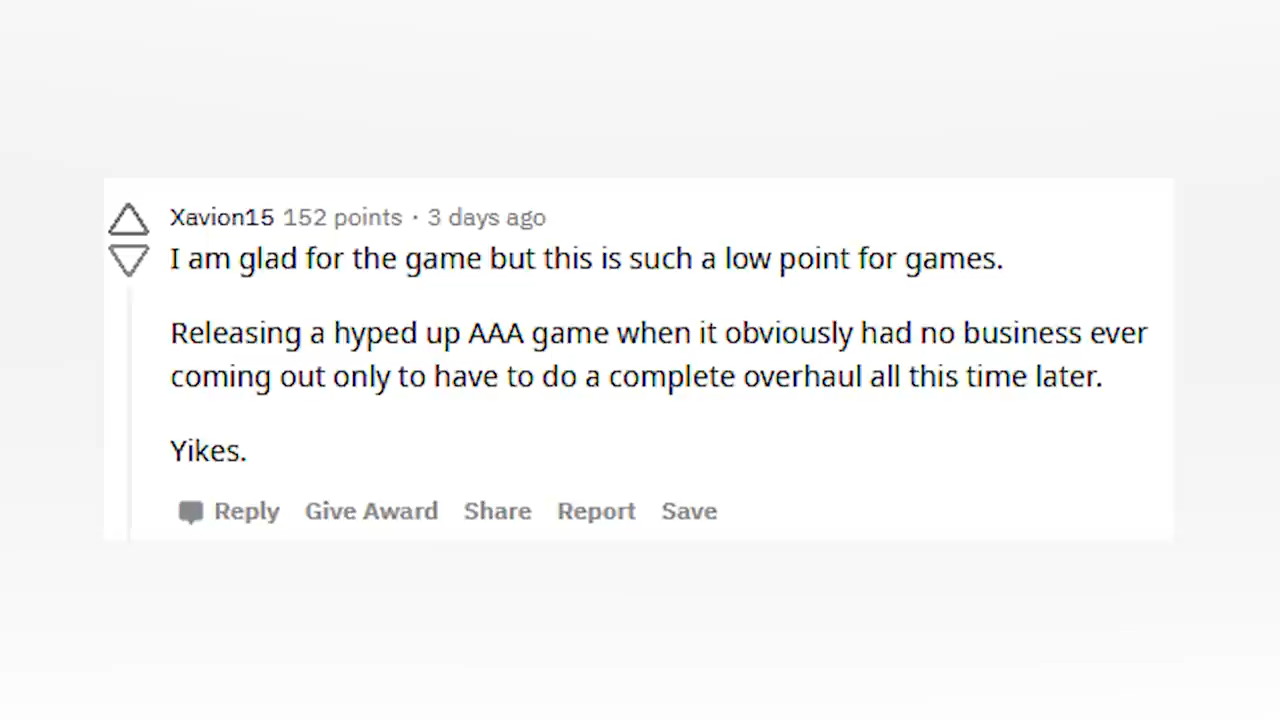 Xavion15 152 points · 3 days ago
I am glad for the game but this is such a low point for games.
Releasing a hyped up AAA game when it obviously had no business ever
coming out only to have to do a complete overhaul all this time later.
Yikes.
Reply Give Award Share Report Save